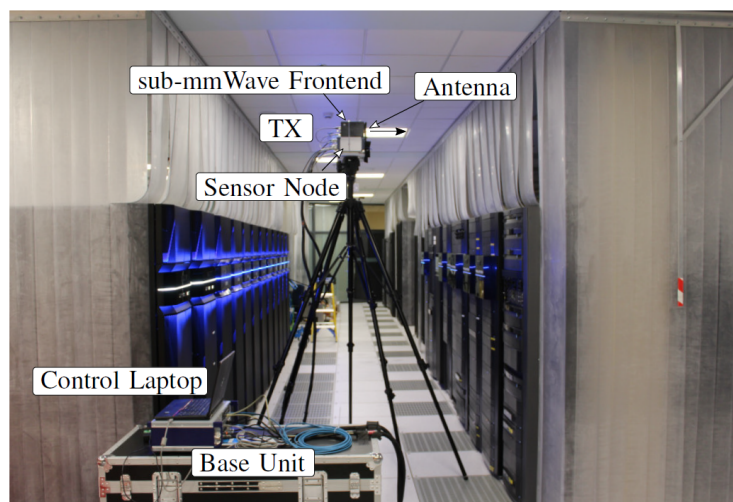 sub-mmWave Frontend
Antenna
TX
Sensor Node
Control Laptop
Base Unit